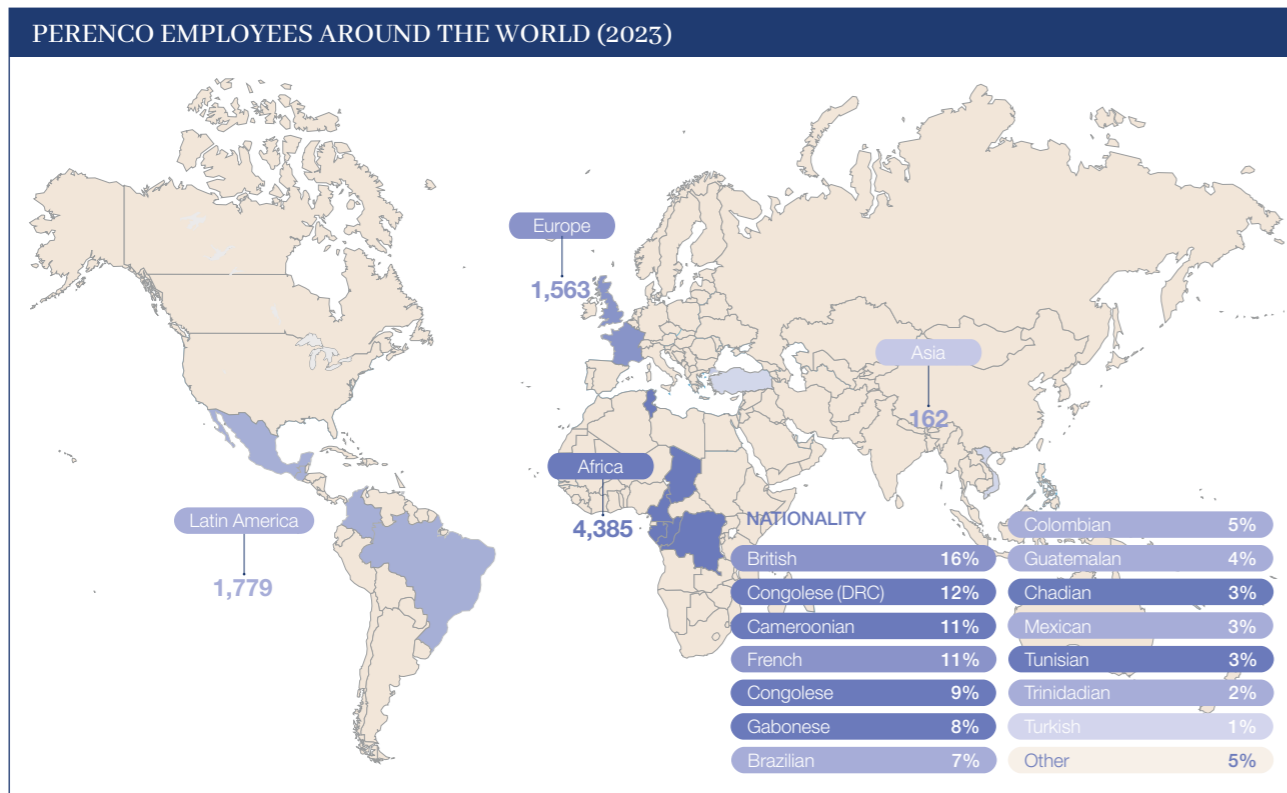 PERENCO EMPLOYEES AROUND THE WORLD (2023)
Europe
1,563
Asia
162
Africa
4,385
Latin America
1,779
NATIONALITY
British 16%
Congolese (DRC) 12%
Cameroonian 11%
French 11%
Congolese 9%
Gabonese 8%
Brazilian 7%
Colombian 5%
Guatemalan 4%
Chadian 3%
Mexican 3%
Tunisian 3%
Trinidadian 2%
Turkish 1%
Other 5%